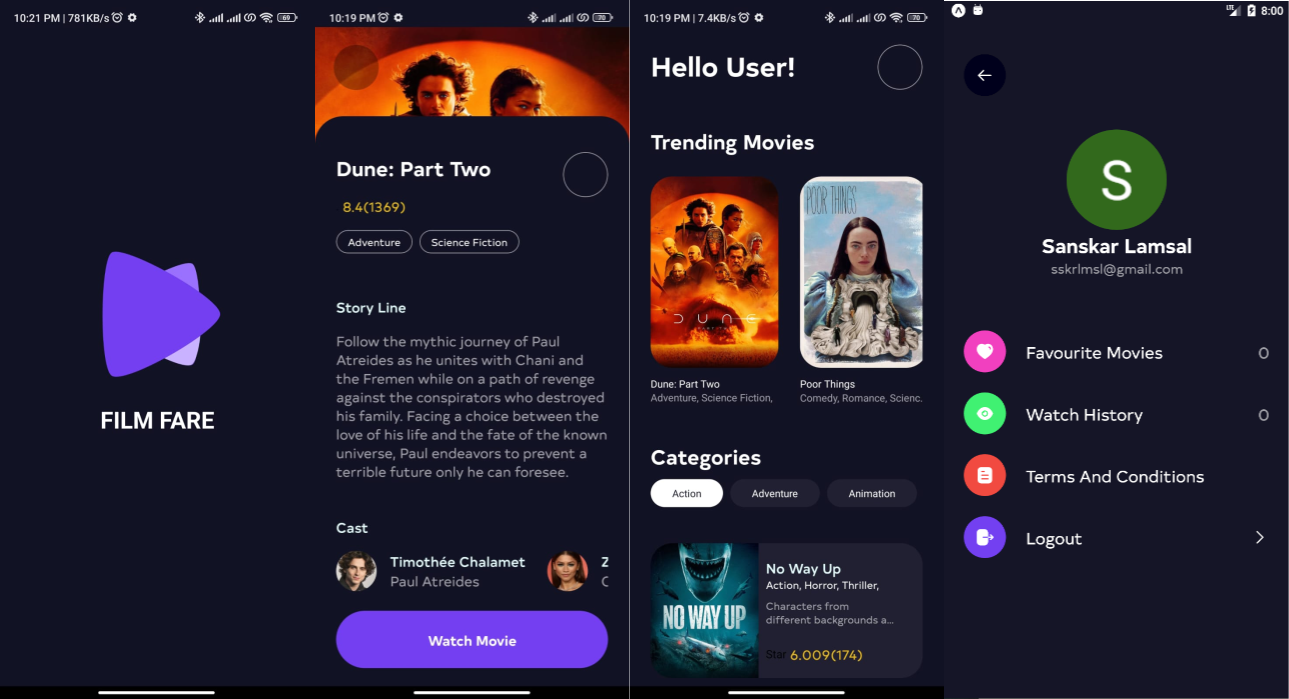 10:21 PM | 781KB/s
69
FILM FARE
10:19 PM
70
Dune: Part Two
8.4(1369)
Adventure
Science Fiction
Story Line
Follow the mythic journey of Paul
Atreides as he unites with Chani and
the Fremen while on a path of revenge
against the conspirators who destroyed
his family. Facing a choice between the
love of his life and the fate of the known
universe, Paul endeavors to prevent a
terrible future only he can foresee.
Cast
Timothée Chalamet
Paul Atreides
Z
C
Watch Movie
10:19 PM | 7.4KB/s
70
Hello User!
Trending Movies
DUNE
POOR THINGS
Dune: Part Two
Adventure, Science Fiction,
Poor Things
Comedy, Romance, Scienc.
Categories
Action
Adventure
Animation
NO WAY UP
No Way Up
Action, Horror, Thriller,
Characters from
different backgrounds a...
Star 6.009(174)
LTE
8:00
S
Sanskar Lamsal
sskrlmsl@gmail.com
Favourite Movies 0
Watch History 0
Terms And Conditions
Logout